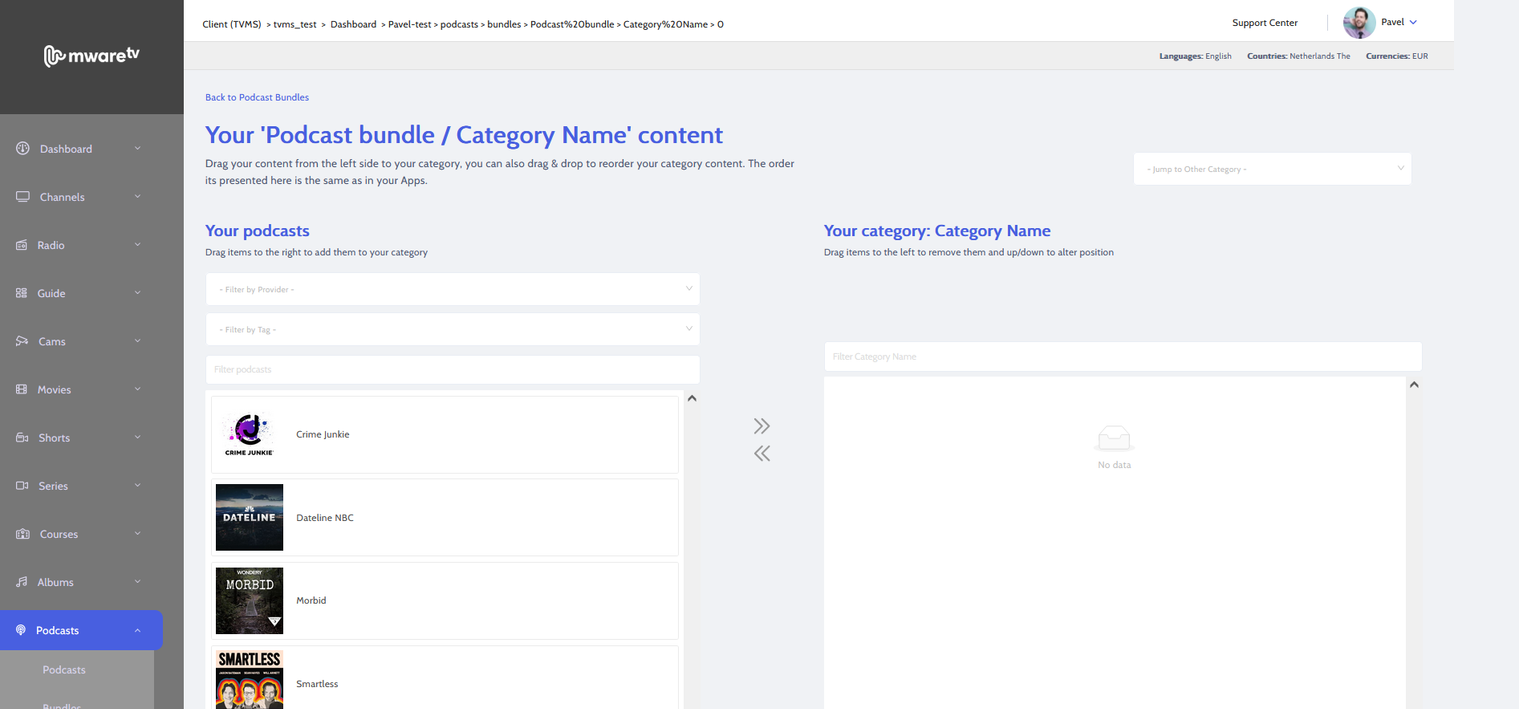 Client (TVMS) > tvms_test > Dashboard > Pavel-test > podcasts > bundles > Podcast%20bundle > Category%20Name > 0
Support Center
Pavel
mwaretv
Languages: English Countries: Netherlands The Currencies: EUR
Back to Podcast Bundles
Your 'Podcast bundle / Category Name' content
Drag your content from the left side to your category, you can also drag & drop to reorder your category content. The order
its presented here is the same as in your Apps.
- Jump to Other Category -
Dashboard
Channels
Radio
Guide
Cams
Movies
Shorts
Series
Courses
Albums
Podcasts
Podcasts
Bundles
Your podcasts
Drag items to the right to add them to your category
- Filter by Provider -
- Filter by Tag -
Filter podcasts
CRIME JUNKIE
Crime Junkie
DATELINE
Dateline NBC
WONDERY
MORBID
Morbid
SMARTLESS
Smartless
Your category: Category Name
Drag items to the left to remove them and up/down to alter position
Filter Category Name
No data